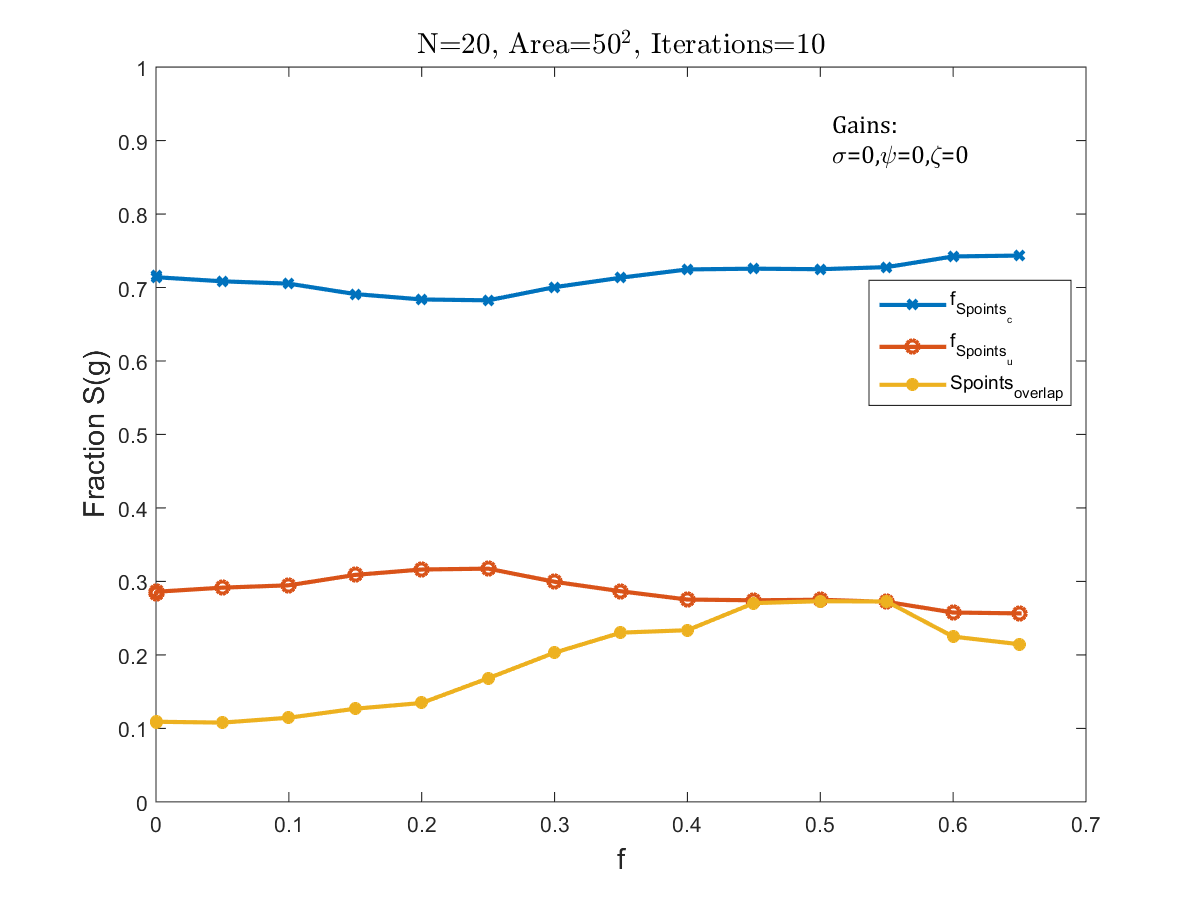 N=20, Area=50², Iterations=10
1
0.9
0.8
0.7
0.6
0.5
0.4
0.3
0.2
0.1
0
Fraction S(g)
Gains:
σ=0,ψ=0,ζ=0
f_Spoints_c
f_Spoints_u
Spoints_overlap
0 0.1 0.2 0.3 0.4 0.5 0.6 0.7
f